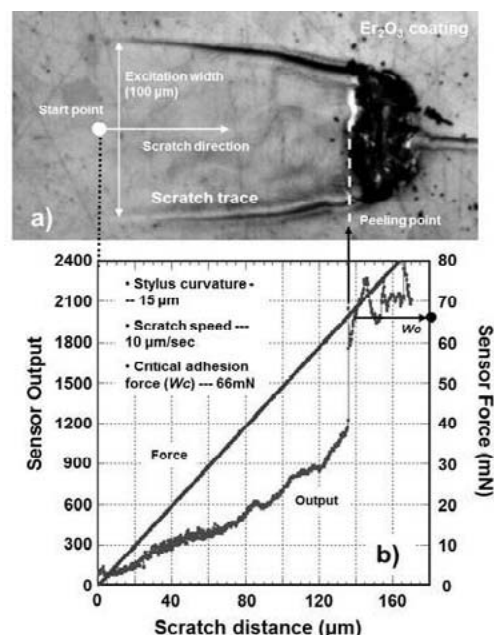 Er₂O₃ coating
Excitation width
(100 μm)
Start point
Scratch direction
Scratch trace
a)
Peeling point
2400
2100
1800
1500
1200
900
600
300
0
Sensor Output
• Stylus curvature -
-- 15 μm
• Scratch speed ---
10 μm/sec
• Critical adhesion
force (Wc) --- 66mN
Force
Output
Wc
b)
80
70
60
50
40
30
20
10
0
Sensor Force (mN)
0 40 80 120 160
Scratch distance (μm)